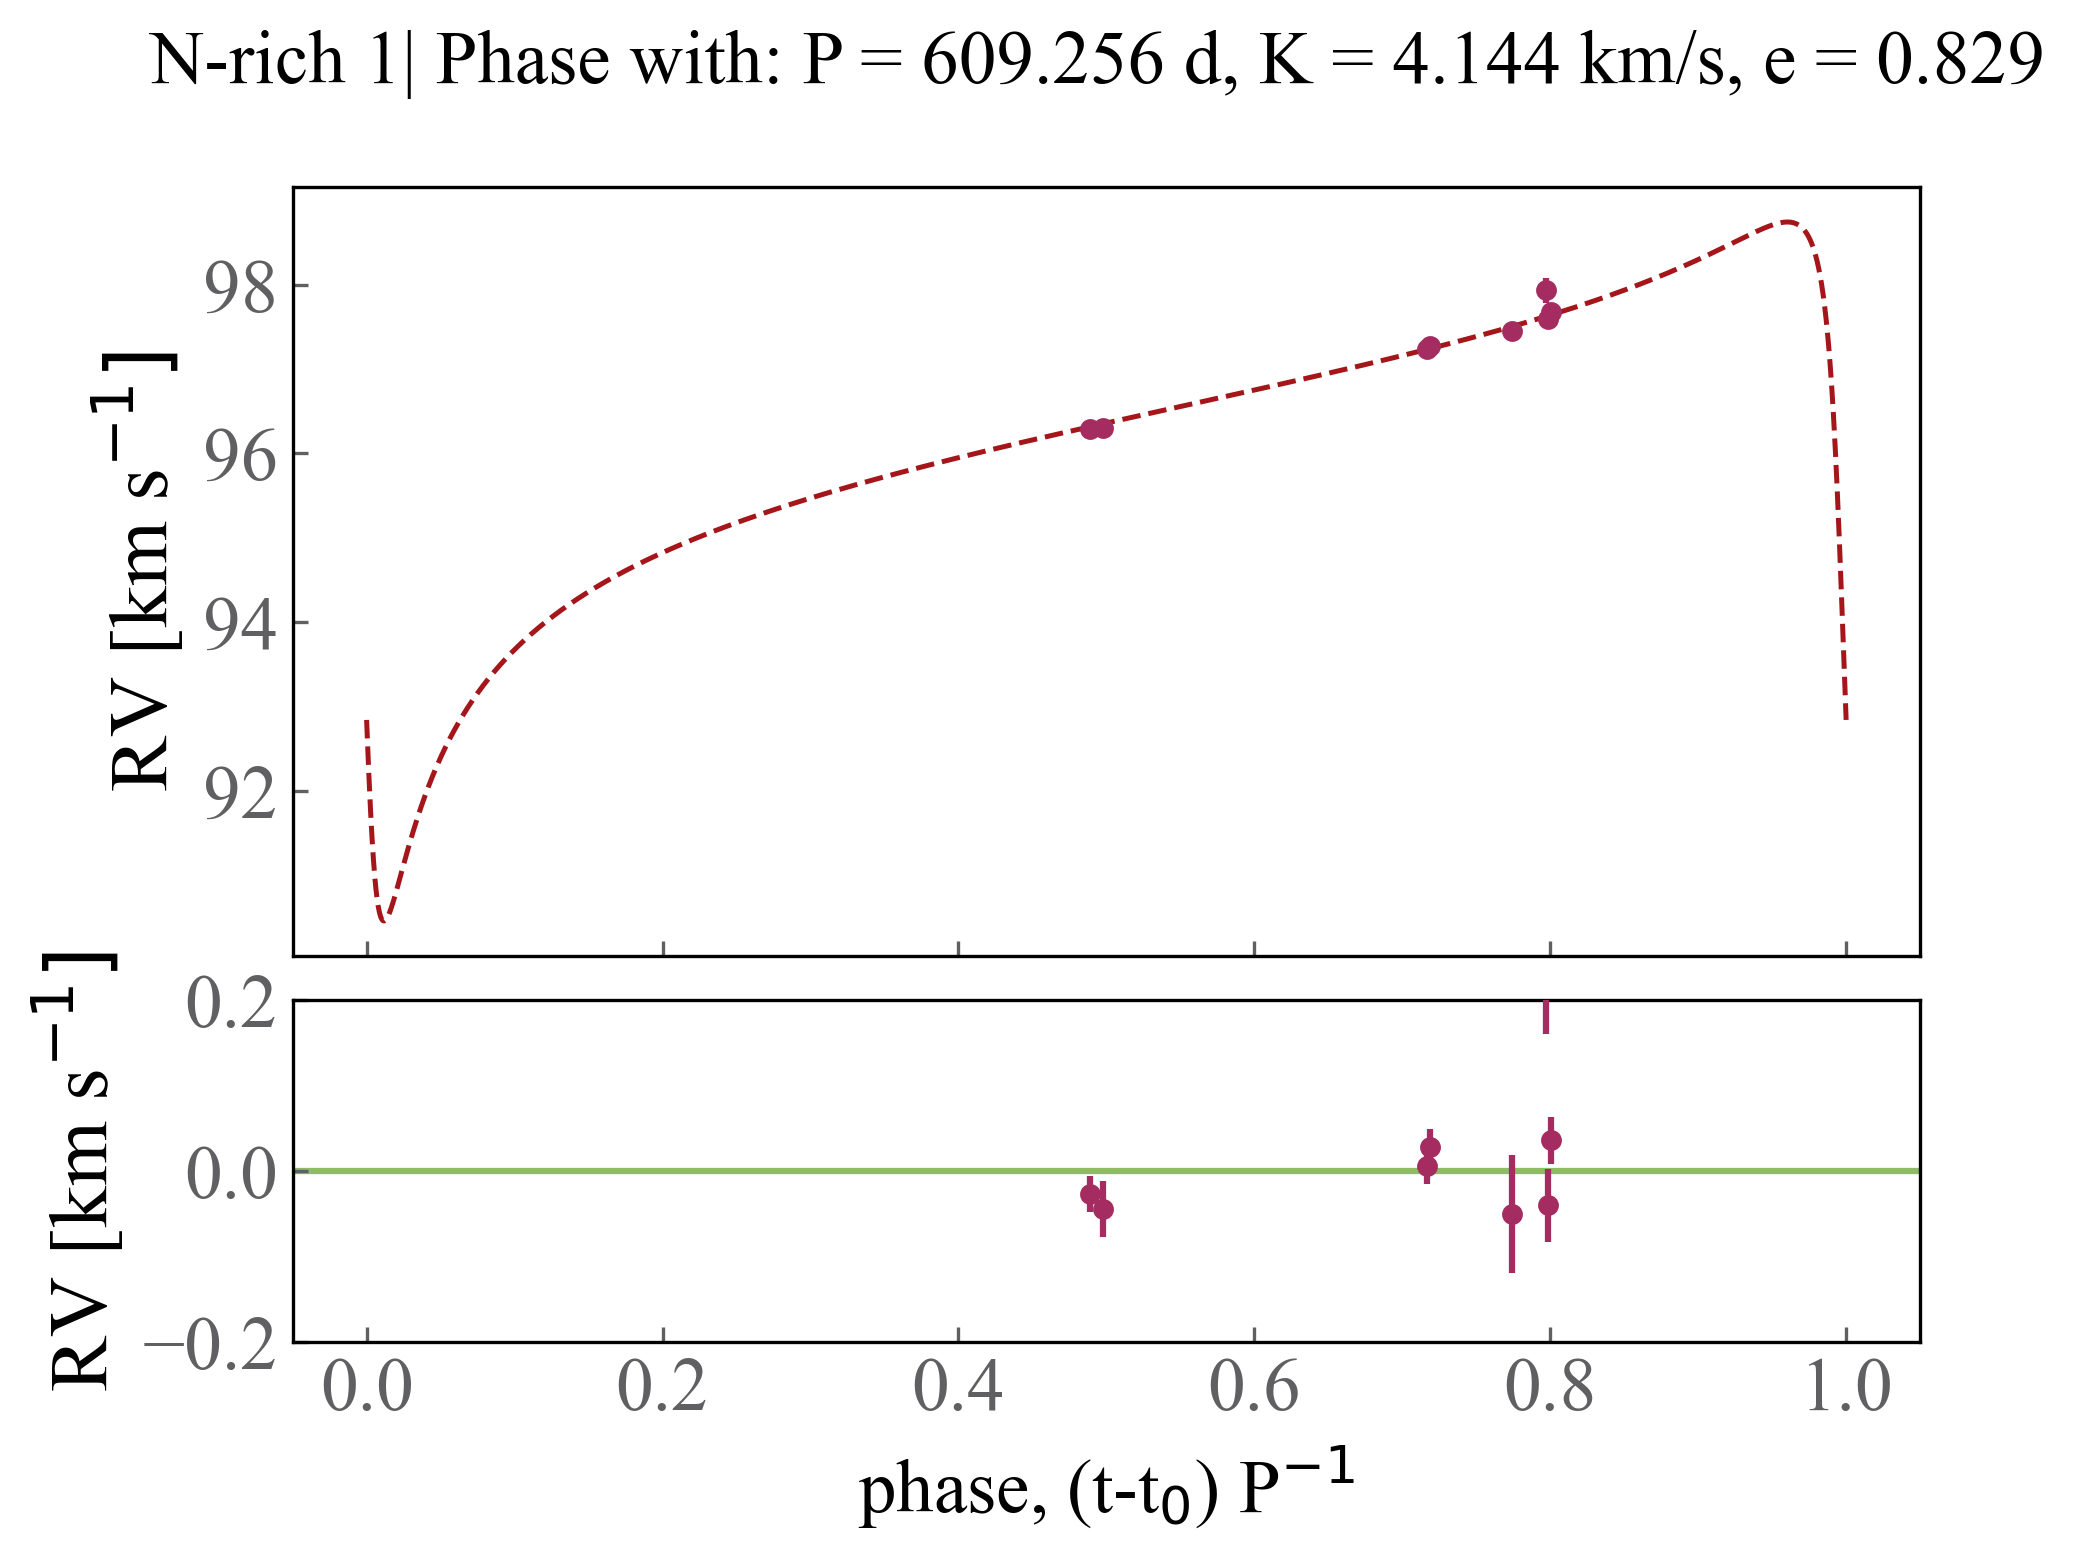 N-rich 1| Phase with: P = 609.256 d, K = 4.144 km/s, e = 0.829
RV [km s⁻¹]
98
96
94
92
RV [km s⁻¹]
0.2
0.0
−0.2
0.0 0.2 0.4 0.6 0.8 1.0
phase, (t-t₀) P⁻¹